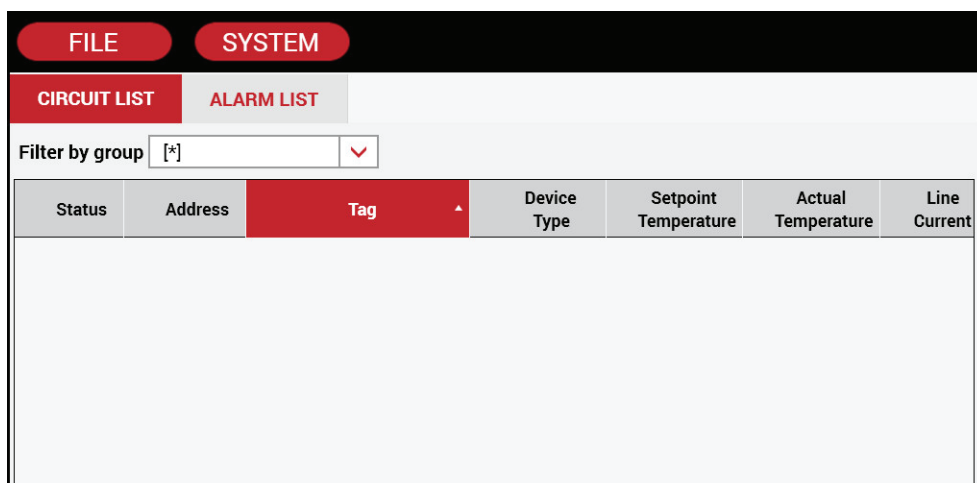 FILE SYSTEM
CIRCUIT LIST ALARM LIST
Filter by group [*]
Status Address Tag Device Type Setpoint Temperature Actual Temperature Line Current